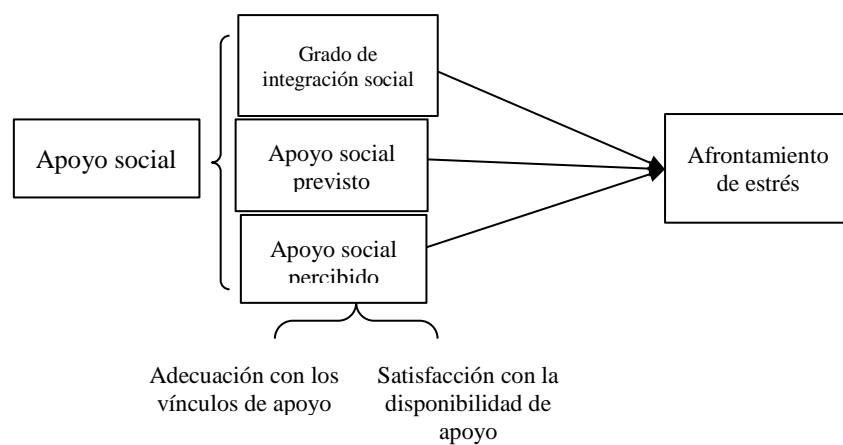 Grado de
integración social
Apoyo social
Apoyo social
previsto
Afrontamiento
de estrés
Apoyo social
percibido
Adecuación con los
vínculos de apoyo
Satisfacción con la
disponibilidad de
apoyo